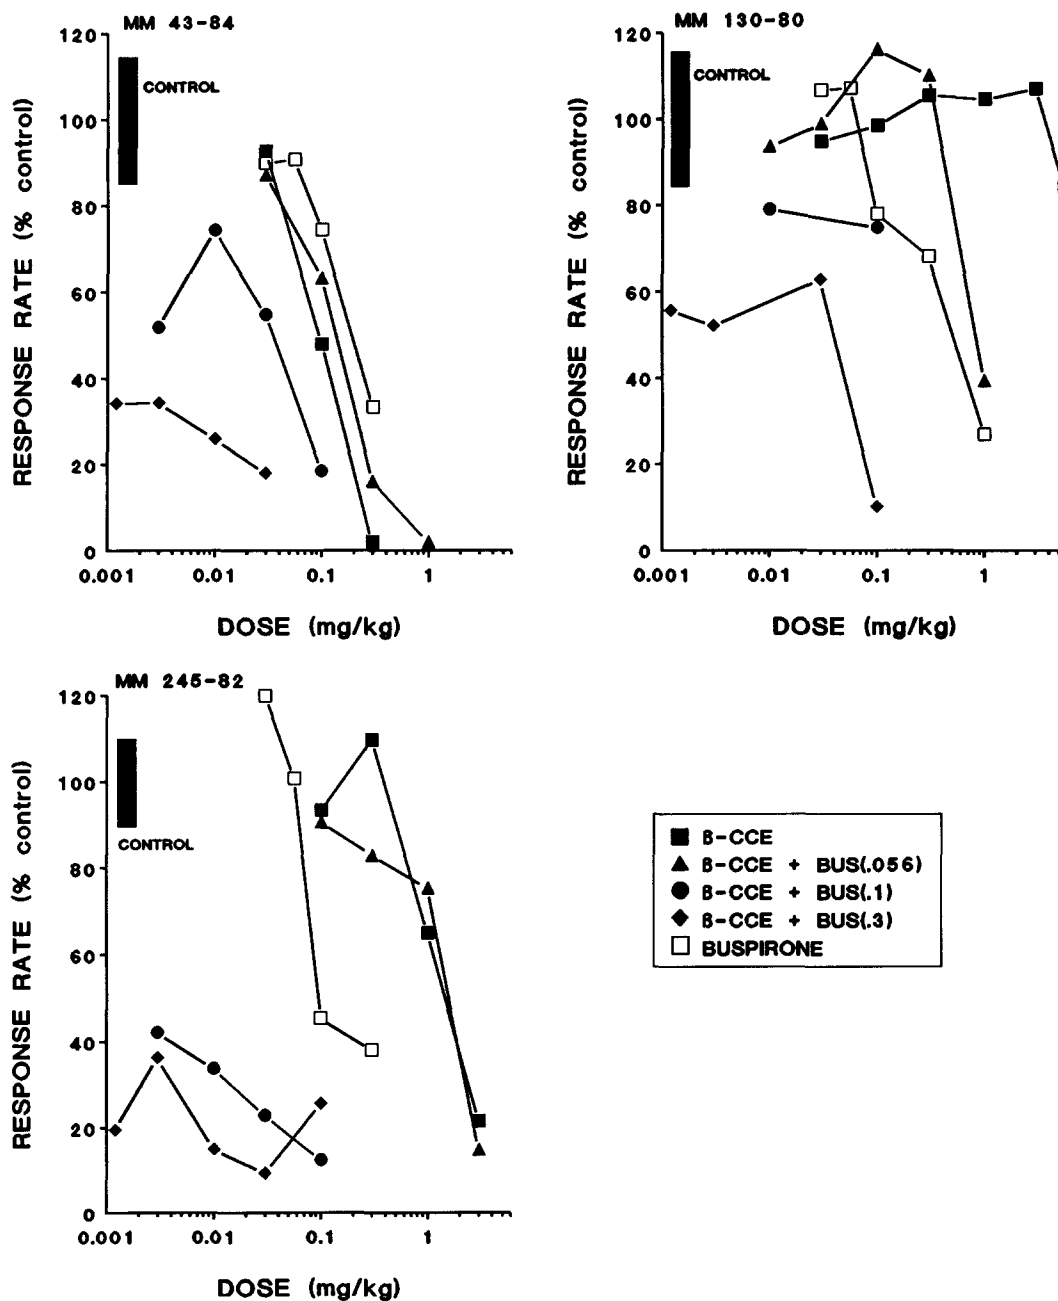 MM 43-84
120
100
80
60
40
20
0
CONTROL
RESPONSE RATE (% control)
0.001 0.01 0.1 1
DOSE (mg/kg)
MM 130-80
120
100
80
60
40
20
0
CONTROL
RESPONSE RATE (% control)
0.001 0.01 0.1 1
DOSE (mg/kg)
MM 245-82
120
100
80
60
40
20
0
CONTROL
RESPONSE RATE (% control)
0.001 0.01 0.1 1
DOSE (mg/kg)
β-CCE
β-CCE + BUS(.056)
β-CCE + BUS(.1)
β-CCE + BUS(.3)
BUSPIRONE